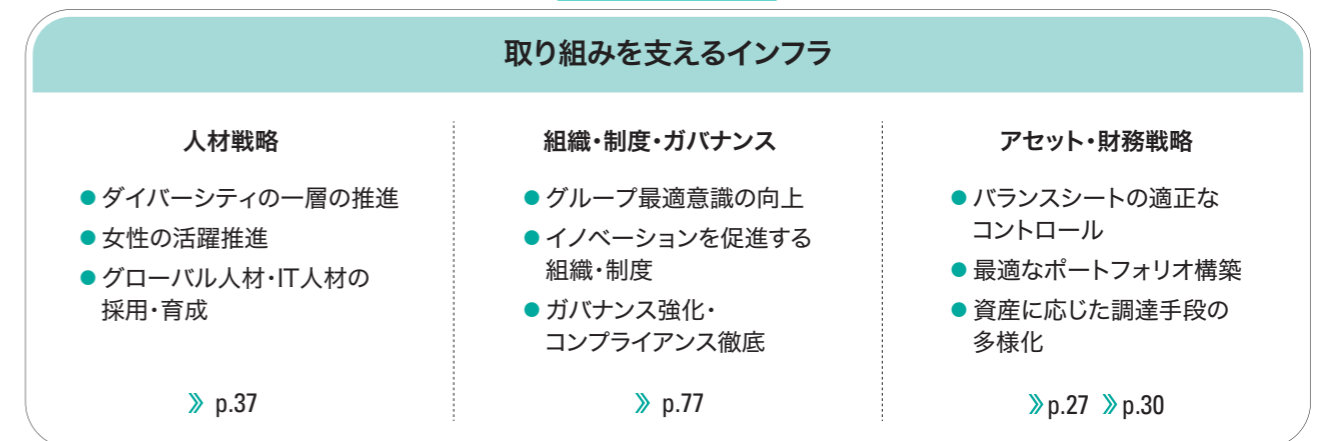 取り組みを支えるインフラ
人材戦略
● ダイバーシティの一層の推進
● 女性の活躍推進
● グローバル人材・IT人材の
採用・育成
》 p.37
組織・制度・ガバナンス
● グループ最適意識の向上
● イノベーションを促進する
組織・制度
● ガバナンス強化・
コンプライアンス徹底
》 p.77
アセット・財務戦略
● バランスシートの適正な
コントロール
● 最適なポートフォリオ構築
● 資産に応じた調達手段の
多様化
》p.27 》p.30